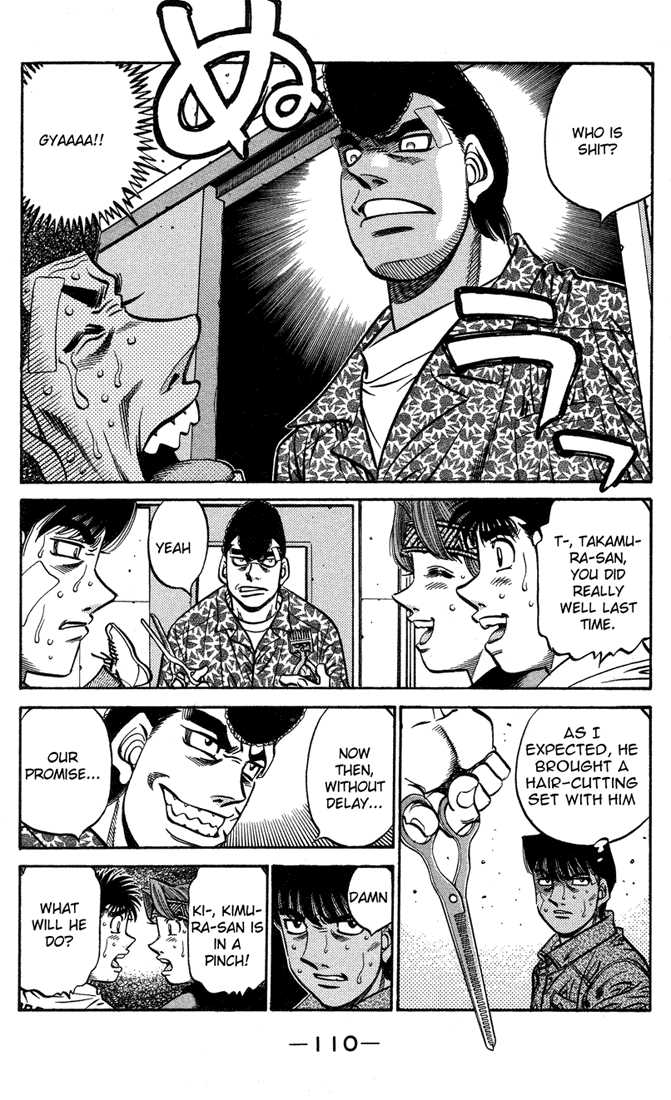 ぬ
うっ
WHO IS
SHIT?
GYAAAA!!
T-, TAKAMU-
RA-SAN,
YOU DID
REALLY
WELL LAST
TIME.
YEAH
AS I
EXPECTED, HE
BROUGHT A
HAIR-CUTTING
SET WITH HIM
NOW
THEN,
WITHOUT
DELAY...
OUR
PROMISE...
DAMN
KI-, KIMU-
RA-SAN IS
IN A
PINCH!
WHAT
WILL HE
DO?
—110—